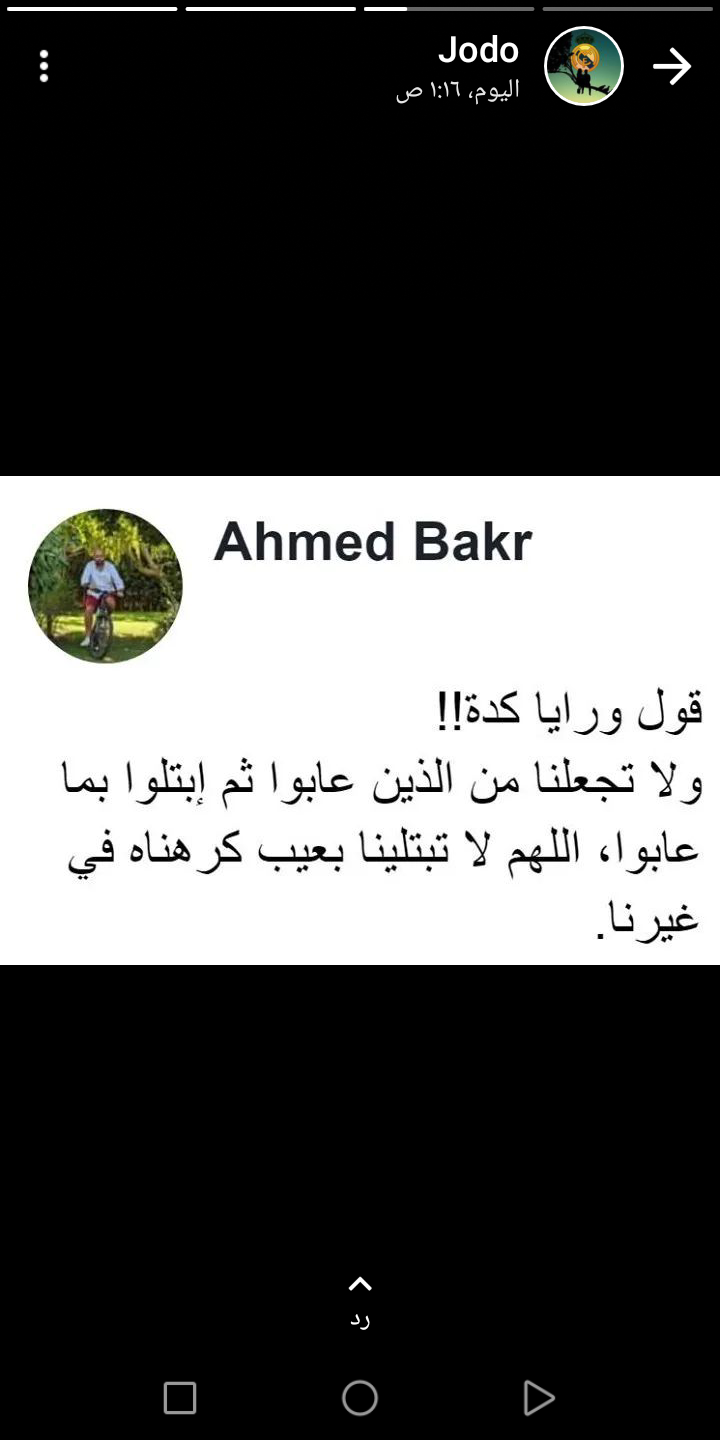 Jodo
اليوم، ١:١٦ ص
Ahmed Bakr
قول ورايا كدة!!
ولا تجعلنا من الذين عابوا ثم إبتلوا بما
عابوا، اللهم لا تبتلينا بعيب كرهناه في
غيرنا.
رد